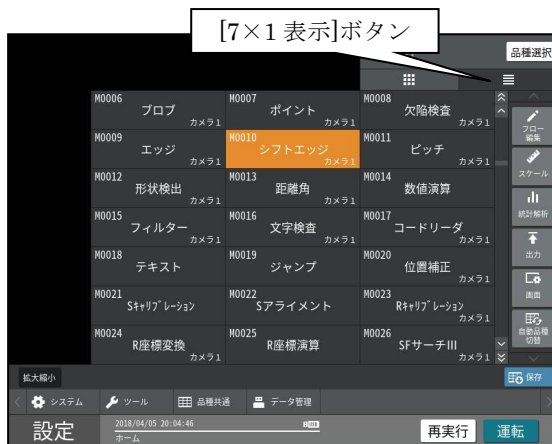 [7×1 表示]ボタン
品種選択
M0006 M0007 M0008
ブロブ ポイント 欠陥検査
カメラ1 カメラ1 カメラ1
M0009 M0010 M0011
エッジ シフトエッジ ピッチ
カメラ1 カメラ1 カメラ1
M0012 M0013 M0014
形状検出 距離角 数値演算
カメラ1
M0015 M0016 M0017
フィルター 文字検査 コードリーダ
カメラ1 カメラ1 カメラ1
M0018 M0019 M0020
テキスト ジャンプ 位置補正
カメラ1
M0021 M0022 M0023
Sキャリブレーション Sアライメント Rキャリブレーション
カメラ1
M0024 M0025 M0026
R座標変換 R座標演算 SFサーチIII
カメラ1 カメラ1
フロー
編集
スケール
統計解析
出力
画面
自動品種
切替
拡大縮小
保存
システム ツール 品種共通 データ管理
設定
2018/04/05 20:04:46
ホーム
再実行 運転